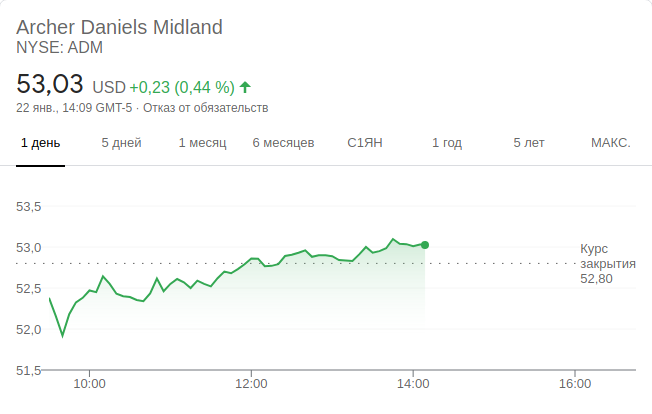 Archer Daniels Midland
NYSE: ADM
53,03 USD +0,23 (0,44 %)
22 янв., 14:09 GMT-5 · Отказ от обязательств
1 день 5 дней 1 месяц 6 месяцев С1ЯН 1 год 5 лет МАКС.
53,5
53,0
52,5
52,0
51,5
Курс
закрытия
52,80
10:00 12:00 14:00 16:00